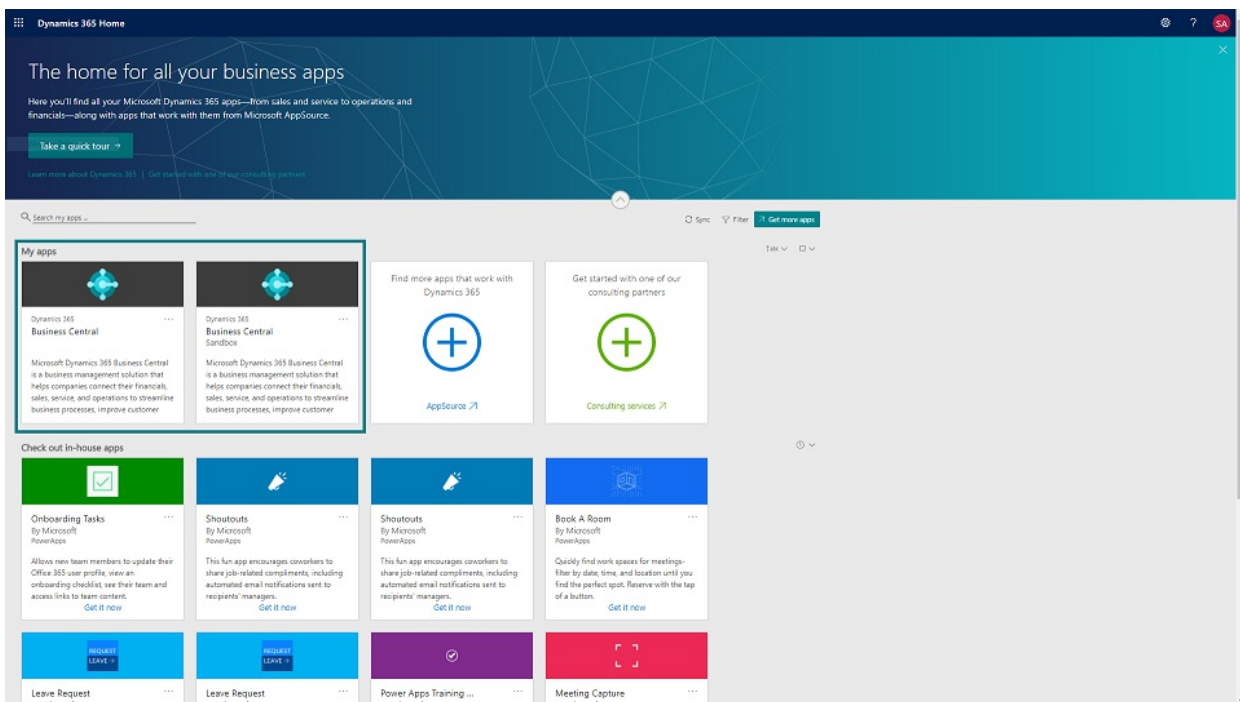 Dynamics 365 Home
?
SA
The home for all your business apps
Here you'll find all your Microsoft Dynamics 365 apps—from sales and service to operations and
financials—along with apps that work with them from Microsoft AppSource.
Take a quick tour →
Learn more about Dynamics 365 | Get started with one of our consulting partners
Search my apps ...
Sync
Filter
Get more apps
My apps
Dynamics 365
Business Central
Microsoft Dynamics 365 Business Central
is a business management solution that
helps companies connect their financials,
sales, service, and operations to streamline
business processes, improve customer
Dynamics 365
Business Central
Sandbox
Microsoft Dynamics 365 Business Central
is a business management solution that
helps companies connect their financials,
sales, service, and operations to streamline
business processes, improve customer
Find more apps that work with
Dynamics 365
AppSource
Get started with one of our
consulting partners
Consulting services
Check out in-house apps
Onboarding Tasks
By Microsoft
PowerApps
Allows new team members to update their
Office 365 user profile, view an
onboarding checklist, see their team and
access links to team content.
Get it now
Shoutouts
By Microsoft
PowerApps
This fun app encourages coworkers to
share job-related compliments, including
automated email notifications sent to
recipients' managers.
Get it now
Shoutouts
By Microsoft
PowerApps
This fun app encourages coworkers to
share job-related compliments, including
automated email notifications sent to
recipients' managers.
Get it now
Book A Room
By Microsoft
PowerApps
Quickly find work spaces for meetings-
filter by date, time, and location until you
find the perfect spot. Reserve with the tap
of a button.
Get it now
REQUEST
LEAVE →
Leave Request
REQUEST
LEAVE →
Leave Request
Power Apps Training ...
Meeting Capture